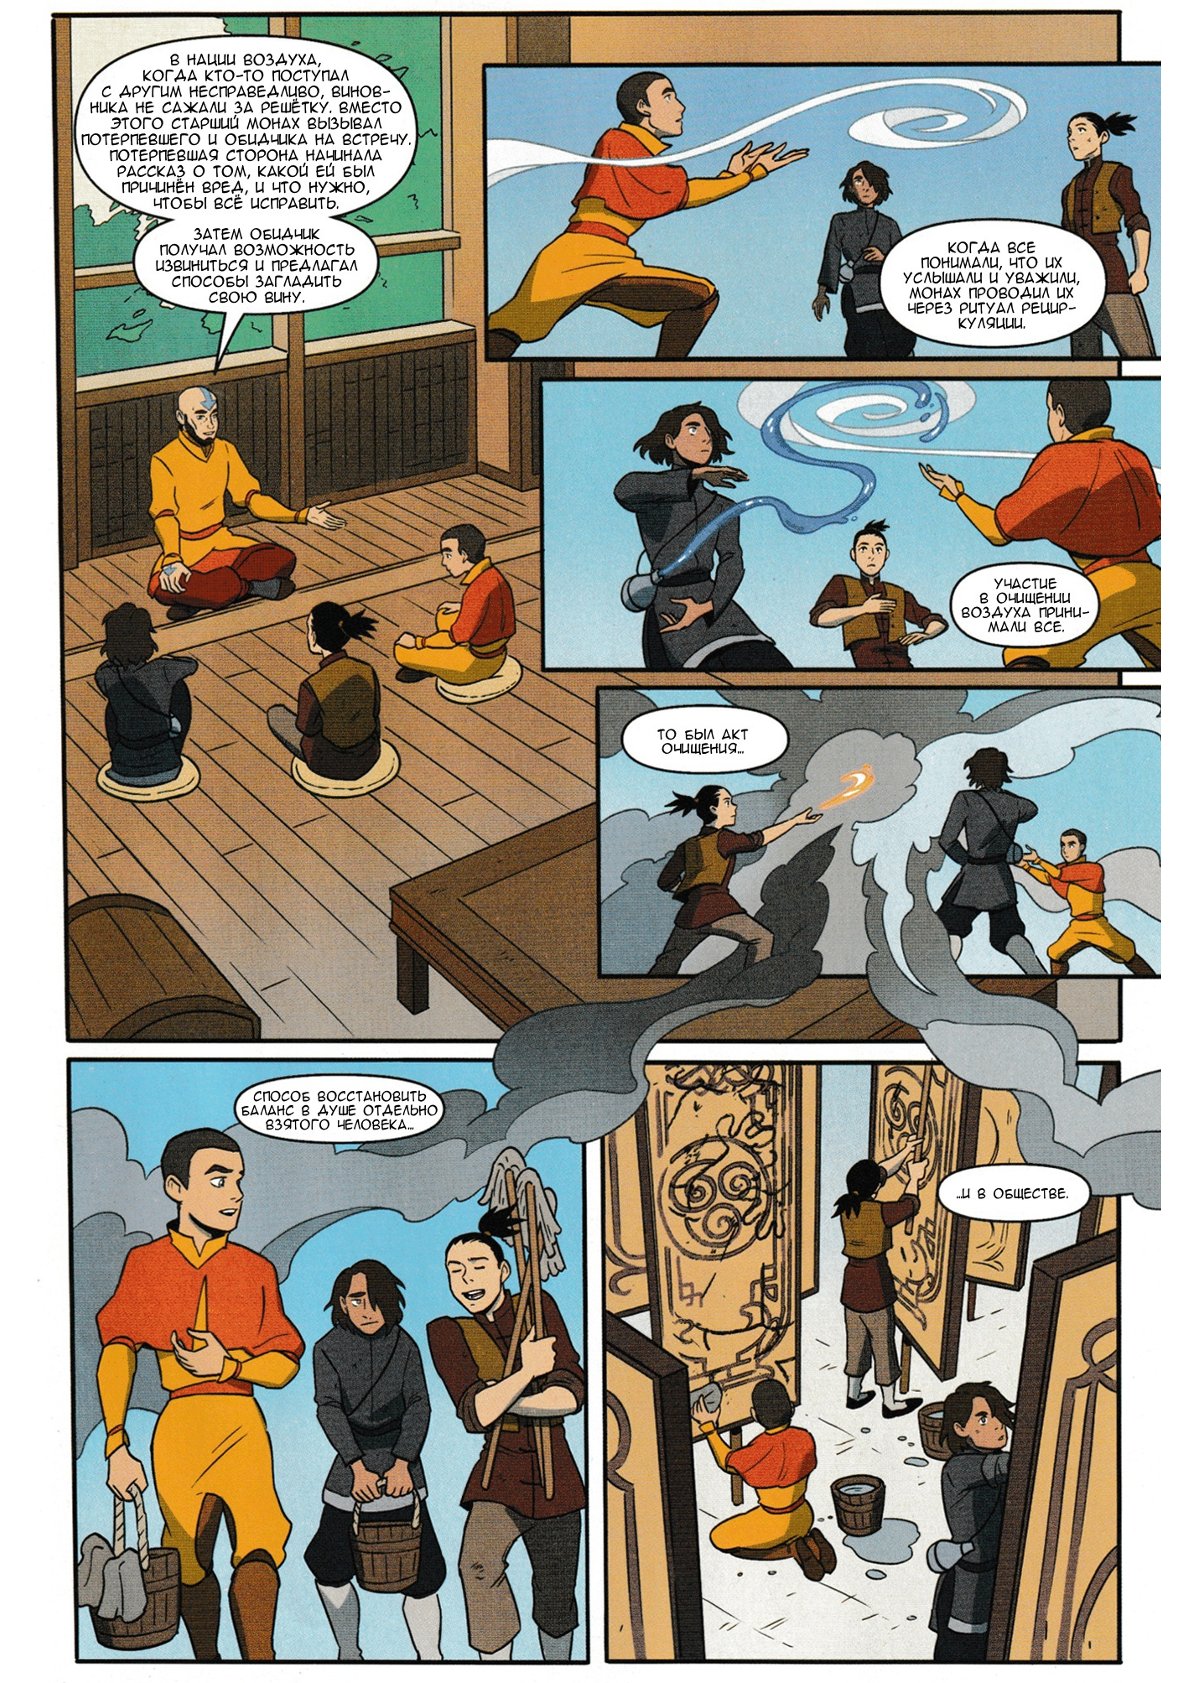 В НАЦИИ ВОЗДУХА,
КОГДА КТО-ТО ПОСТУПАЛ
С ДРУГИМ НЕСПРАВЕДЛИВО, ВИНОВ-
НИКА НЕ САЖАЛИ ЗА РЕШЁТКУ. ВМЕСТО
ЭТОГО СТАРШИЙ МОНАХ ВЫЗЫВАЛ
ПОТЕРПЕВШЕГО И ОБИДЧИКА НА ВСТРЕЧУ.
ПОТЕРПЕВШАЯ СТОРОНА НАЧИНАЛА
РАССКАЗ О ТОМ, КАКОЙ ЕЙ БЫЛ
ПРИЧИНЁН ВРЕД, И ЧТО НУЖНО,
ЧТОБЫ ВСЁ ИСПРАВИТЬ.
ЗАТЕМ ОБИДЧИК
ПОЛУЧАЛ ВОЗМОЖНОСТЬ
ИЗВИНИТЬСЯ И ПРЕДЛАГАЛ
СПОСОБЫ ЗАГЛАДИТЬ
СВОЮ ВИНУ.
КОГДА ВСЕ
ПОНИМАЛИ, ЧТО ИХ
УСЛЫШАЛИ И УВАЖИЛИ,
МОНАХ ПРОВОДИЛ ИХ
ЧЕРЕЗ РИТУАЛ РЕЦИР-
КУЛЯЦИИ.
УЧАСТИЕ
В ОЧИЩЕНИИ
ВОЗДУХА ПРИНИ-
МАЛИ ВСЕ.
ТО БЫЛ АКТ
ОЧИЩЕНИЯ...
СПОСОБ ВОССТАНОВИТЬ
БАЛАНС В ДУШЕ ОТДЕЛЬНО
ВЗЯТОГО ЧЕЛОВЕКА...
...И В ОБЩЕСТВЕ.